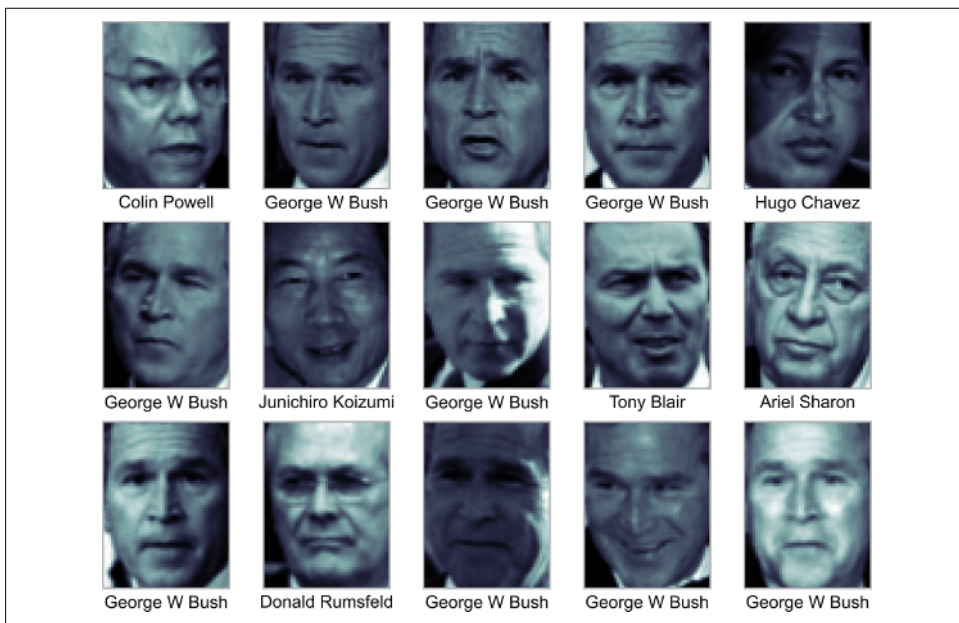 Colin Powell George W Bush George W Bush George W Bush Hugo Chavez
George W Bush Junichiro Koizumi George W Bush Tony Blair Ariel Sharon
George W Bush Donald Rumsfeld George W Bush George W Bush George W Bush